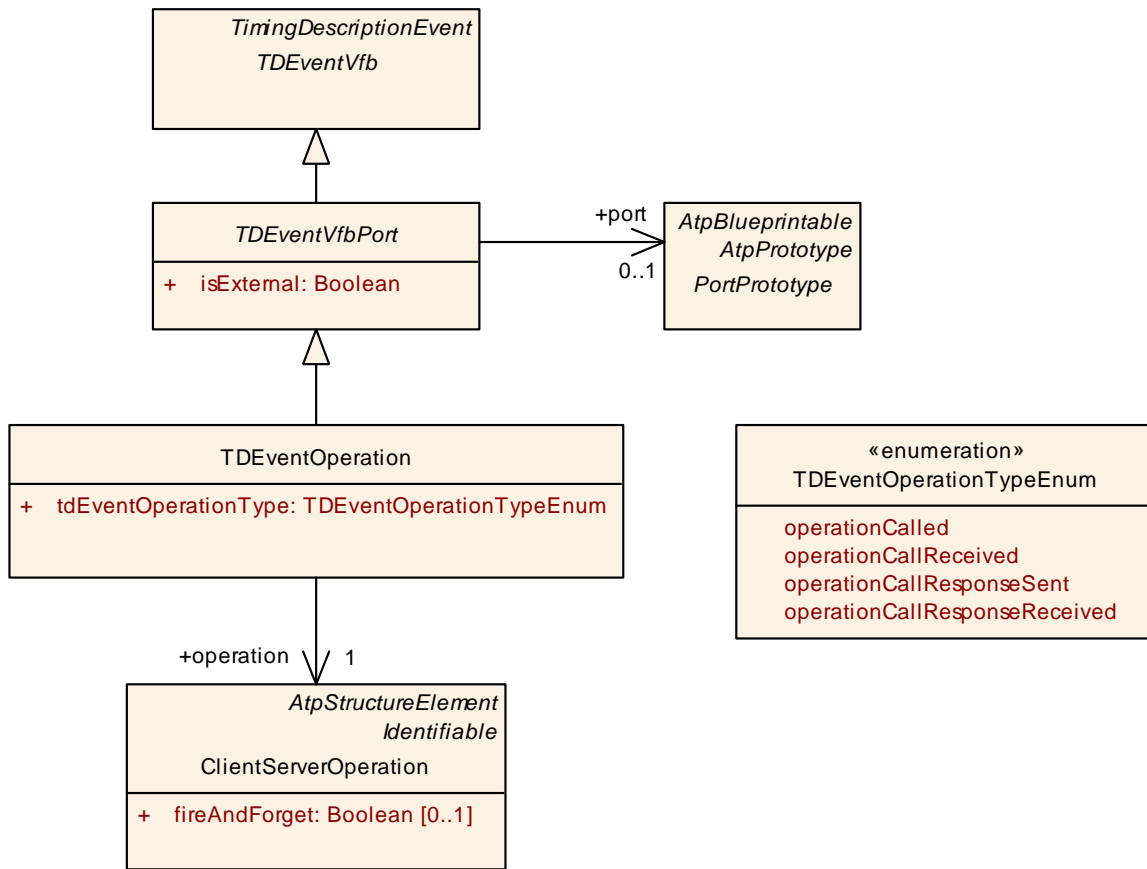 TimingDescriptionEvent
TDEventVfb
TDEventVfbPort
+ isExternal: Boolean
+port
0..1
AtpBlueprintable
AtpPrototype
PortPrototype
TDEventOperation
+ tdEventOperationType: TDEventOperationTypeEnum
«enumeration»
TDEventOperationTypeEnum
operationCalled
operationCallReceived
operationCallResponseSent
operationCallResponseReceived
+operation 1
AtpStructureElement
Identifiable
ClientServerOperation
+ fireAndForget: Boolean [0..1]